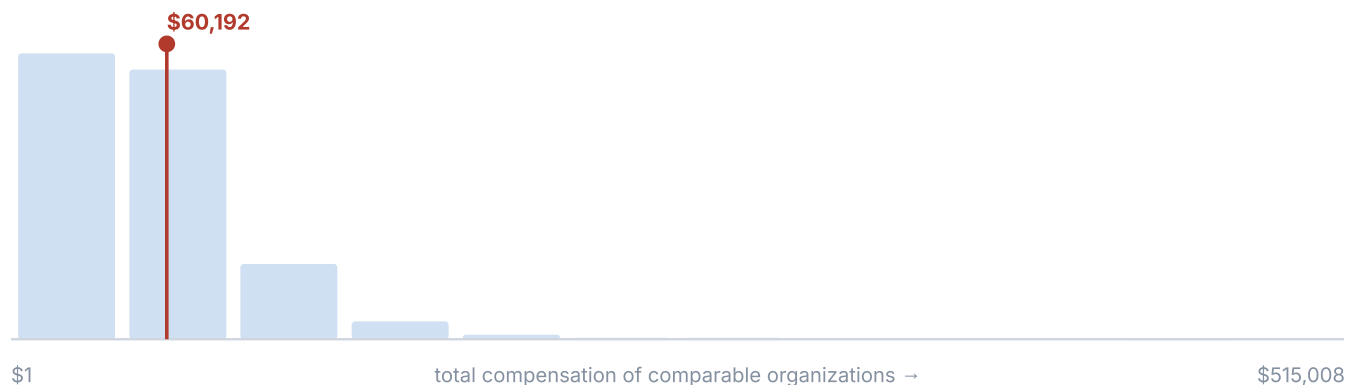 $60,192
$1 total compensation of comparable organizations → $515,008